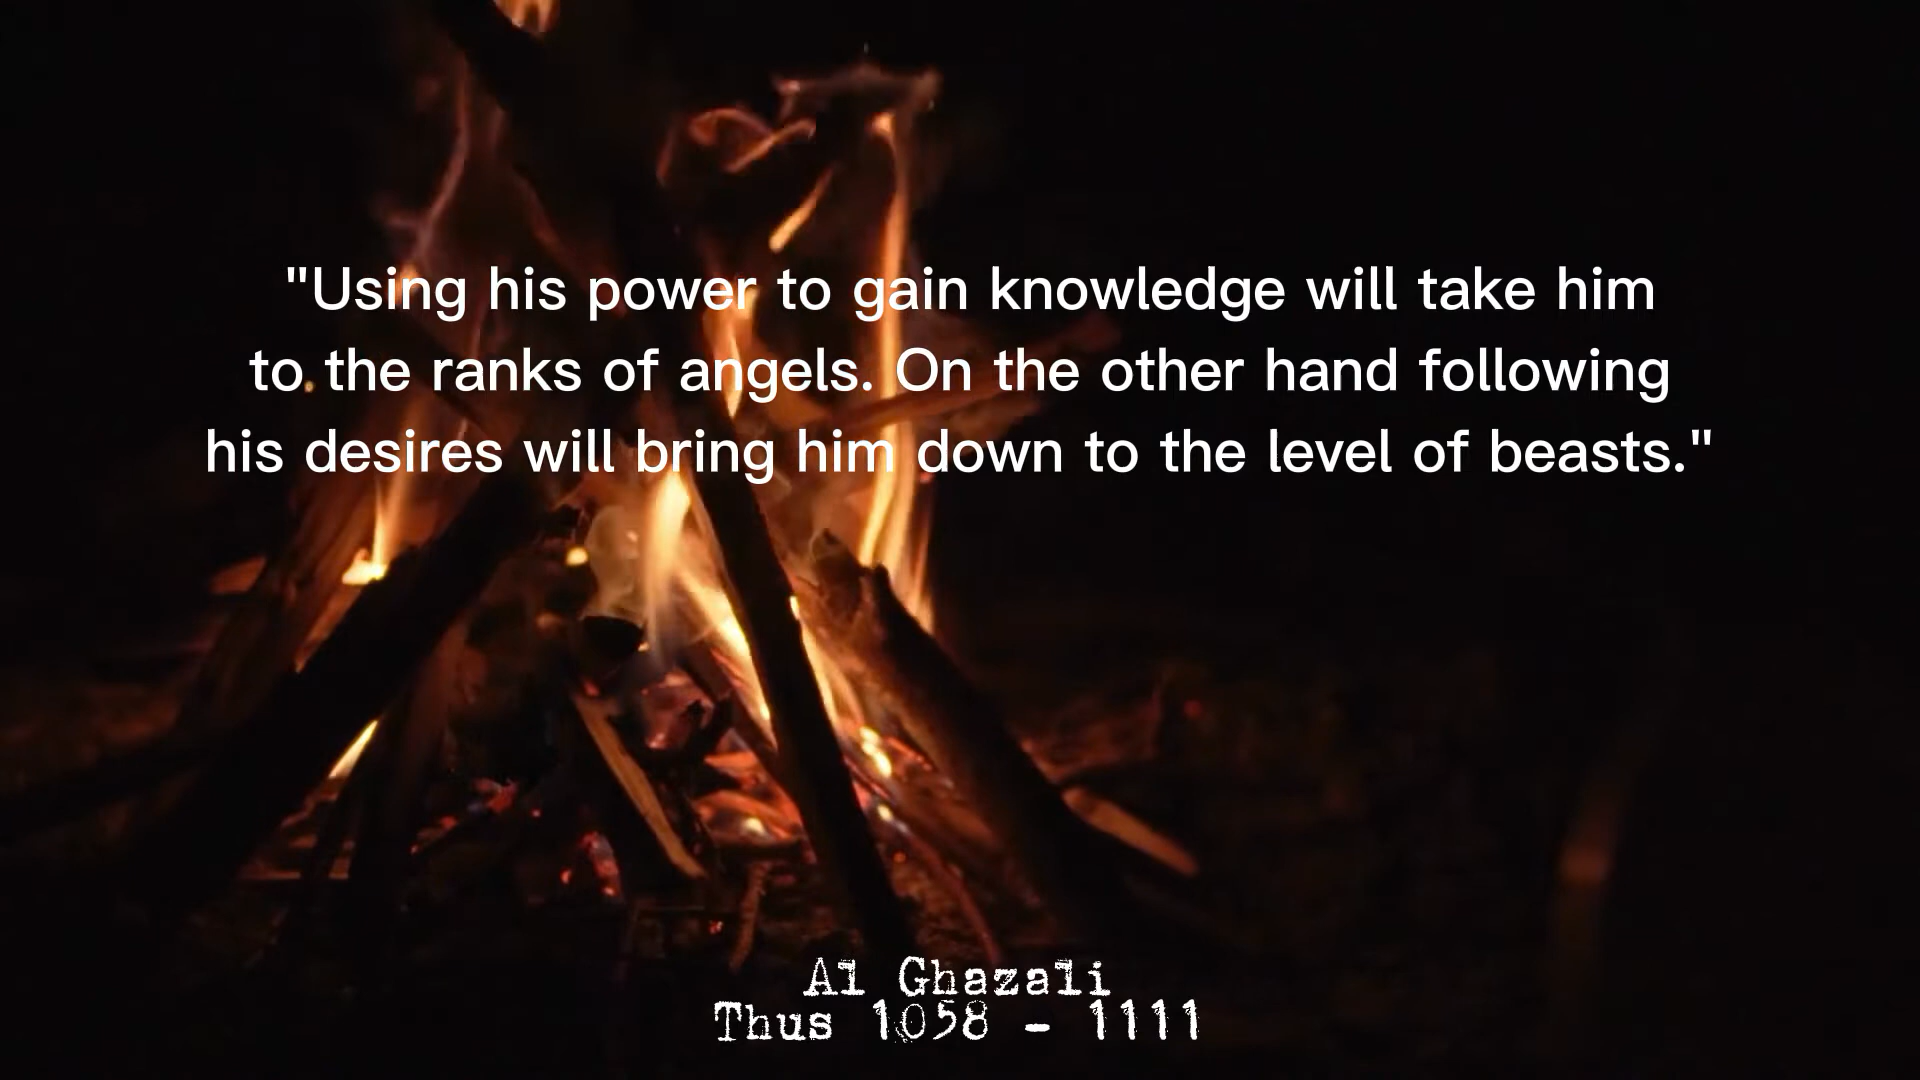 "Using his power to gain knowledge will take him
to the ranks of angels. On the other hand following
his desires will bring him down to the level of beasts."
Al Ghazali
Thus 1058 - 1111